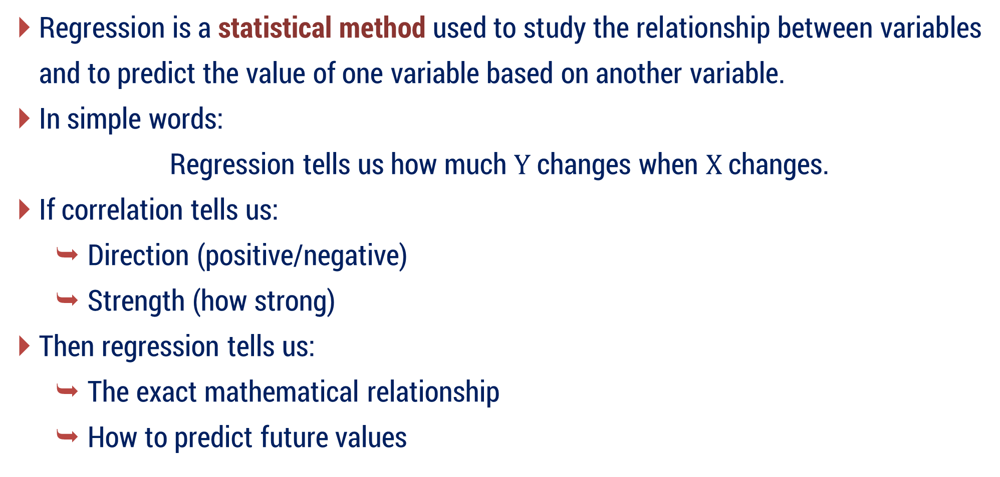 Regression is a statistical method used to study the relationship between variables
and to predict the value of one variable based on another variable.
In simple words:
Regression tells us how much Y changes when X changes.
If correlation tells us:
Direction (positive/negative)
Strength (how strong)
Then regression tells us:
The exact mathematical relationship
How to predict future values